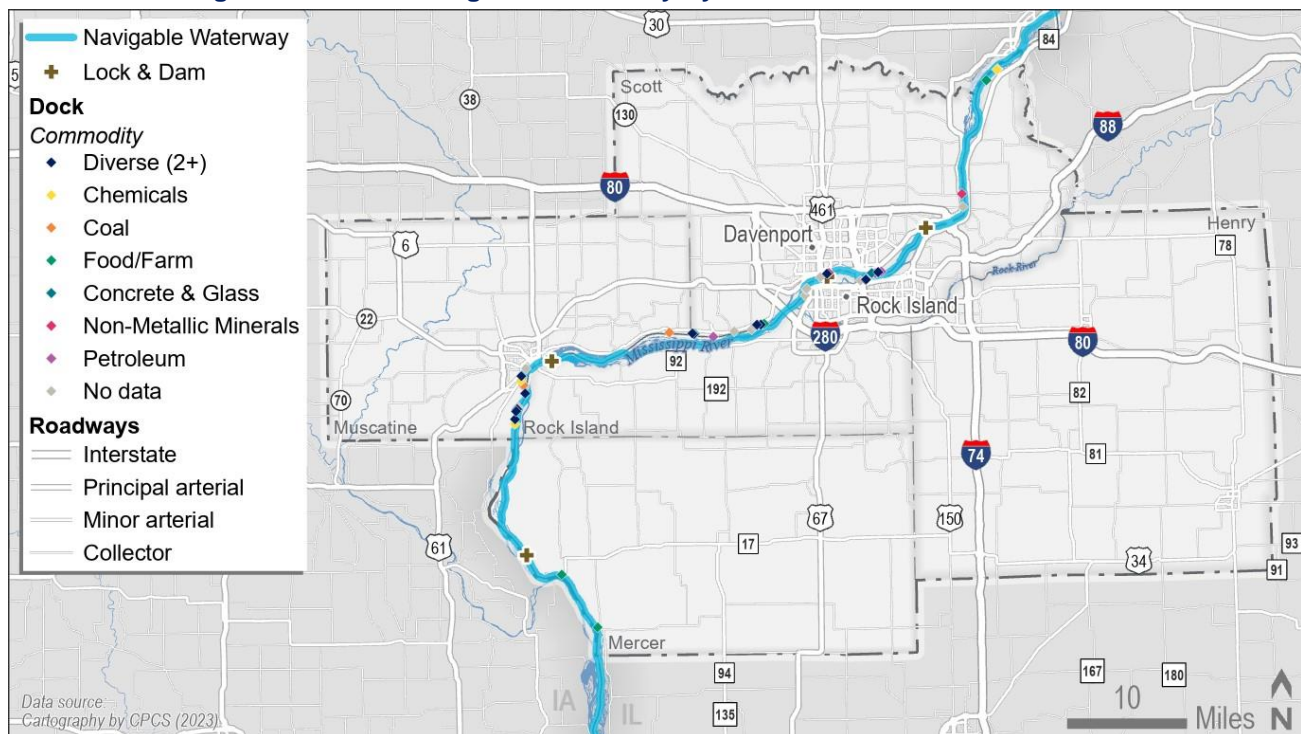 Navigable Waterway
Lock & Dam
Dock
Commodity
Diverse (2+)
Chemicals
Coal
Food/Farm
Concrete & Glass
Non-Metallic Minerals
Petroleum
No data
Roadways
Interstate
Principal arterial
Minor arterial
Collector
Data source:
Cartography by CPCS (2023)
30
84
38
Scott
130
88
5
80
461
6
Davenport
Henry
78
Rock River
22
Rock Island
280
80
Mississippi River
92
192
82
70
Muscatine
Rock Island
74
81
61
67
150
17
34
93
91
Mercer
94
167
180
135
IA
IL
10
Miles
N